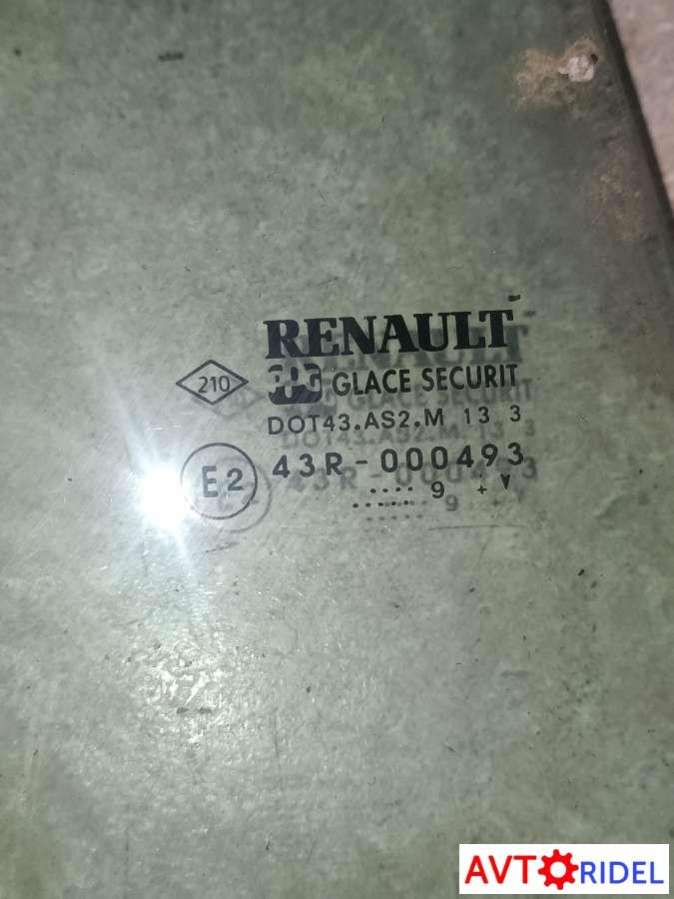 RENAULT
210
GLACE SECURIT
DOT43.AS2.M 13 3
E2
43R-000493
.... 9 + ▼
......
AVTORIDEL